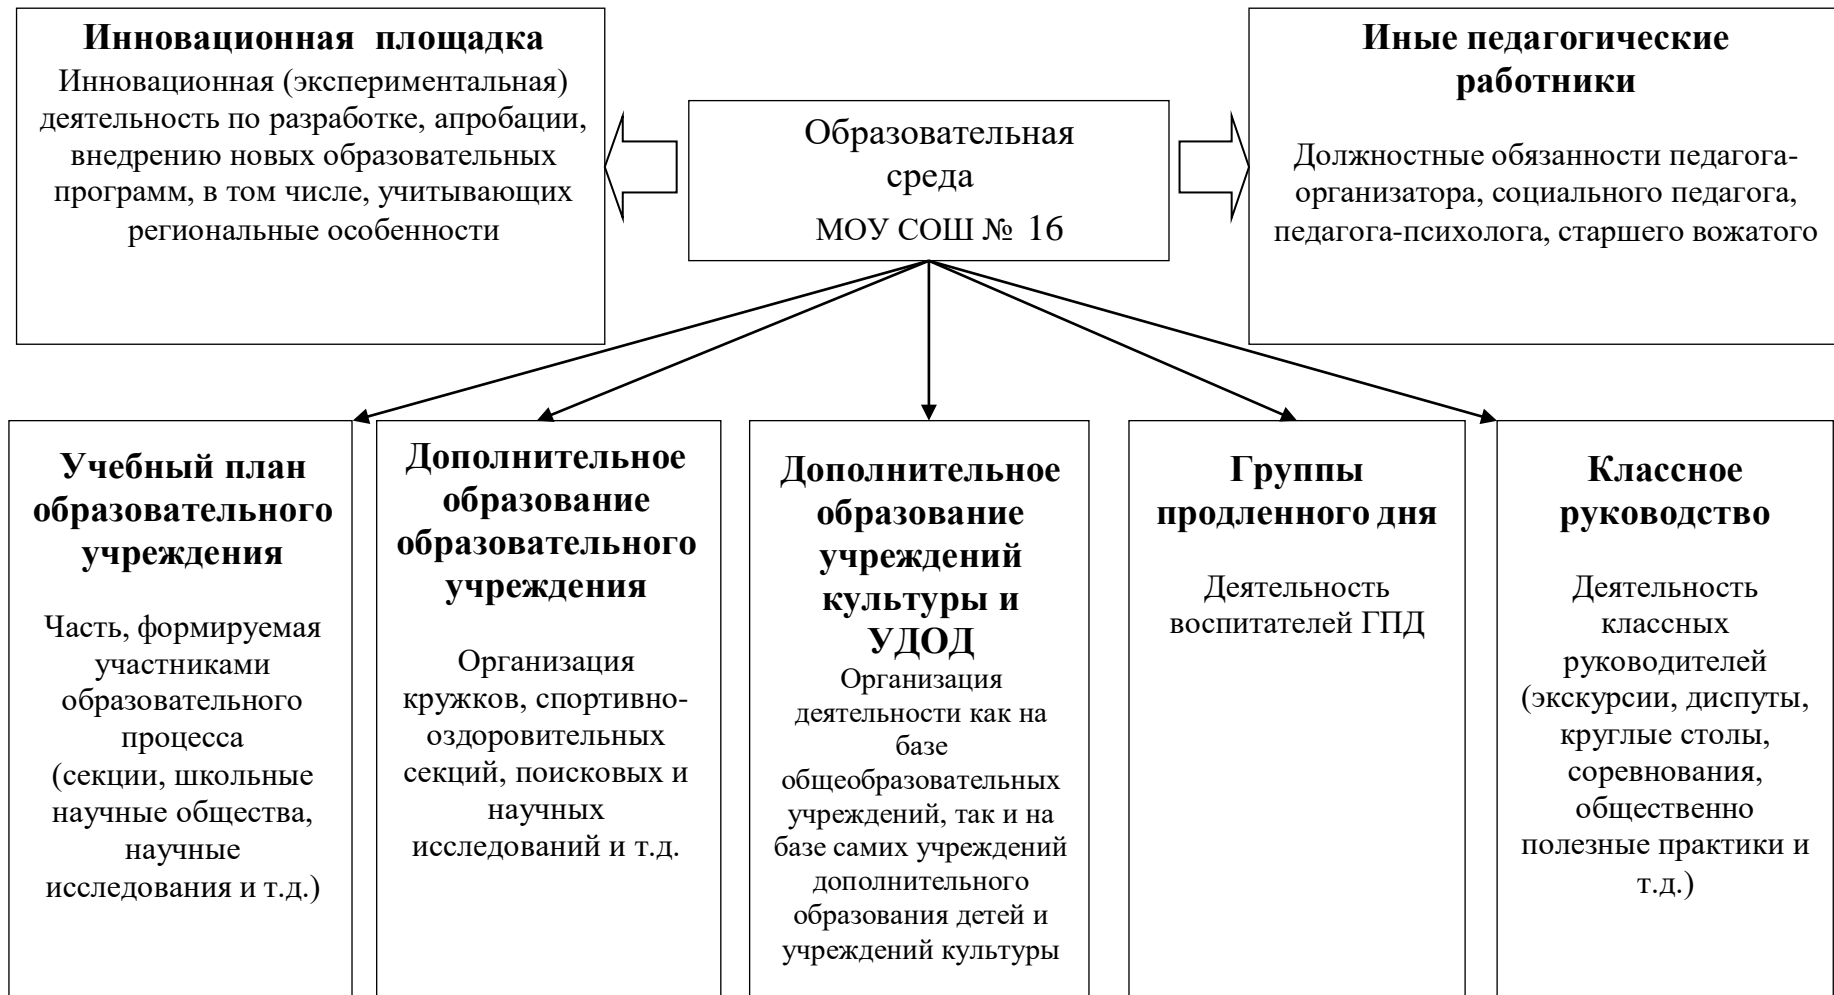 Инновационная площадка
Инновационная (экспериментальная)
деятельность по разработке, апробации,
внедрению новых образовательных
программ, в том числе, учитывающих
региональные особенности
Образовательная
среда
МОУ СОШ № 16
Иные педагогические
работники
Должностные обязанности педагога-
организатора, социального педагога,
педагога-психолога, старшего вожатого
Учебный план
образовательного
учреждения
Часть, формируемая
участниками
образовательного
процесса
(секции, школьные
научные общества,
научные
исследования и т.д.)
Дополнительное
образование
образовательного
учреждения
Организация
кружков, спортивно-
оздоровительных
секций, поисковых и
научных
исследований и т.д.
Дополнительное
образование
учреждений
культуры и
УДОД
Организация
деятельности как на
базе
общеобразовательных
учреждений, так и на
базе самих учреждений
дополнительного
образования детей и
учреждений культуры
Группы
продленного дня
Деятельность
воспитателей ГПД
Классное
руководство
Деятельность
классных
руководителей
(экскурсии, диспуты,
круглые столы,
соревнования,
общественно
полезные практики и
т.д.)